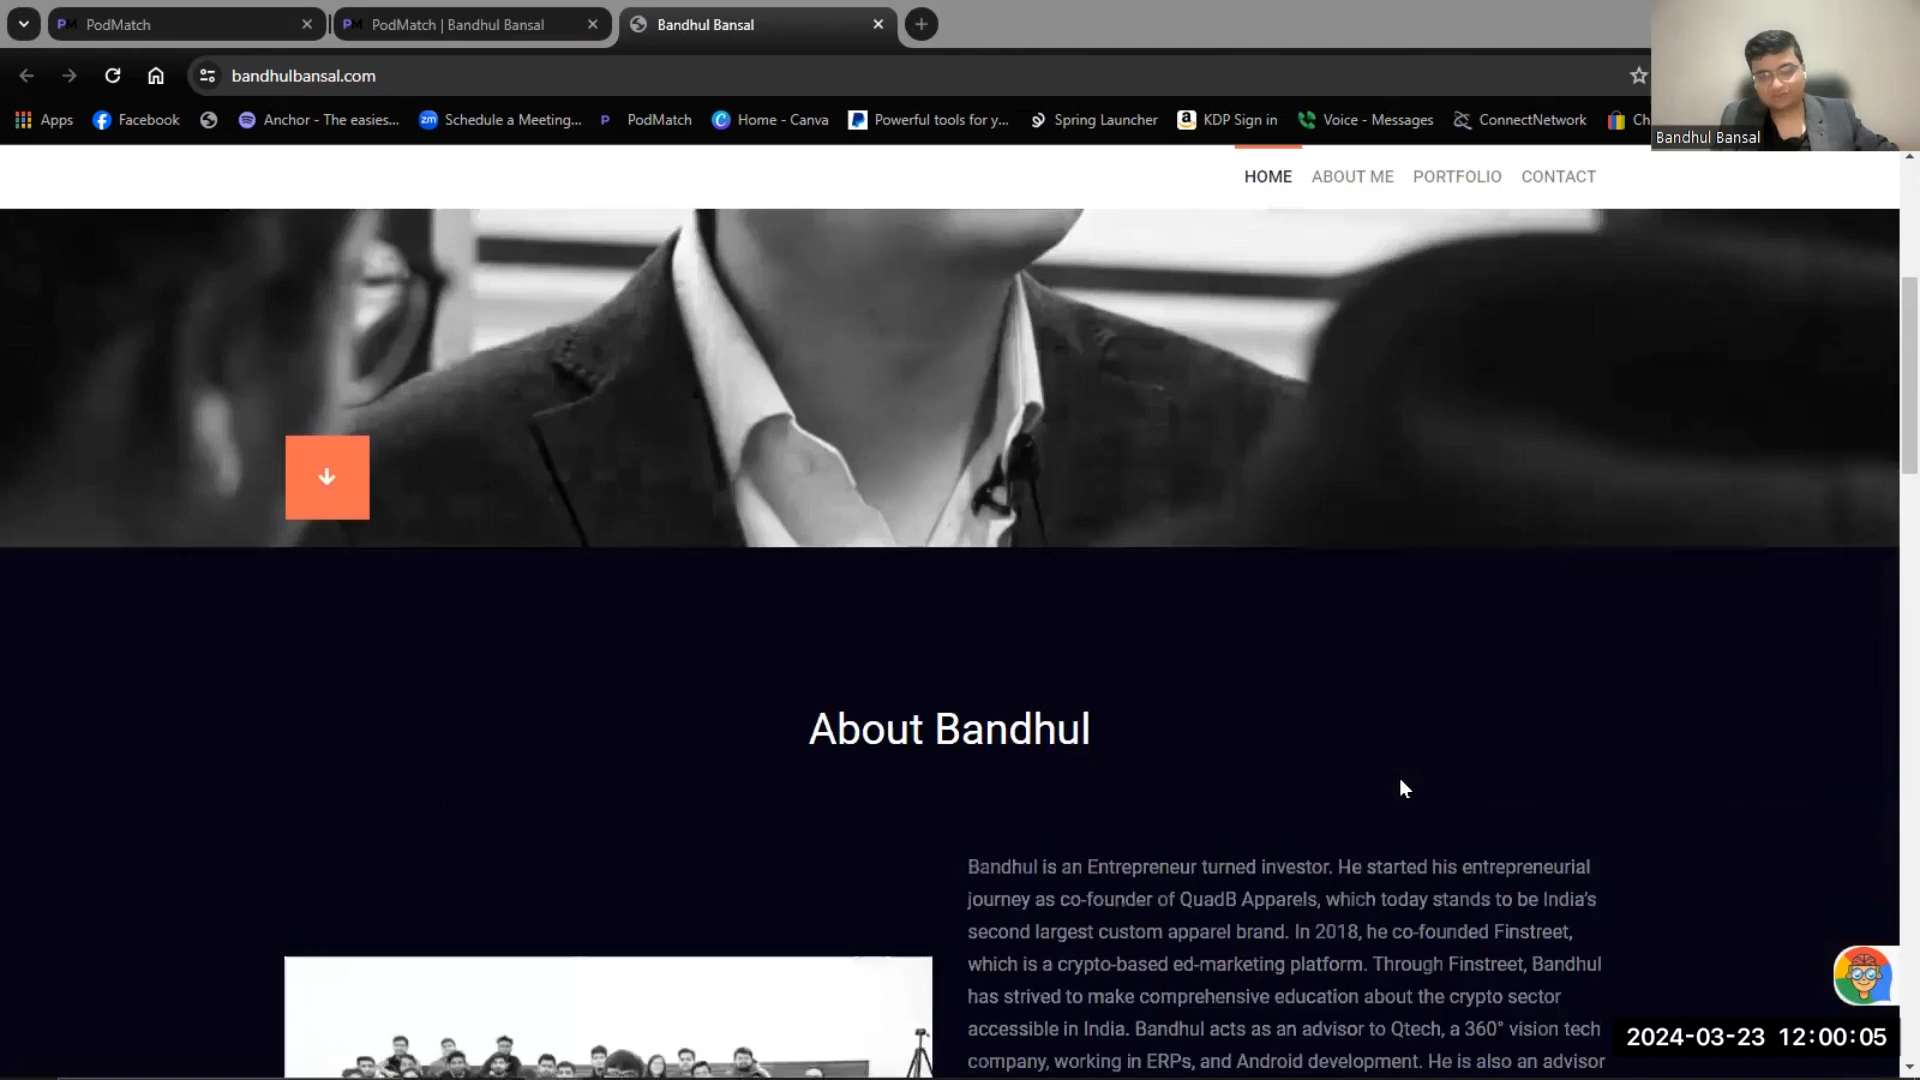 PM PodMatch
PM PodMatch | Bandhul Bansal
Bandhul Bansal
bandhulbansal.com
Apps
Facebook
Anchor - The easies...
zm Schedule a Meeting...
P PodMatch
C Home - Canva
Powerful tools for y...
Spring Launcher
a KDP Sign in
Voice - Messages
ConnectNetwork
Ch
Bandhul Bansal
HOME
ABOUT ME
PORTFOLIO
CONTACT
About Bandhul
Bandhul is an Entrepreneur turned investor. He started his entrepreneurial
journey as co-founder of QuadB Apparels, which today stands to be India's
second largest custom apparel brand. In 2018, he co-founded Finstreet,
which is a crypto-based ed-marketing platform. Through Finstreet, Bandhul
has strived to make comprehensive education about the crypto sector
accessible in India. Bandhul acts as an advisor to Qtech, a 360° vision tech
company, working in ERPs, and Android development. He is also an advisor
2024-03-23 12:00:05